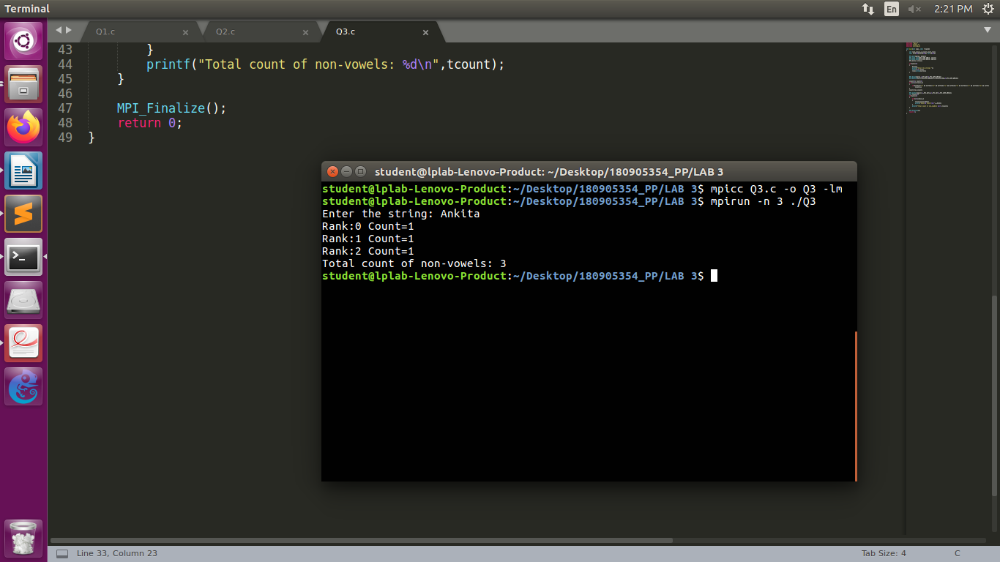 Terminal
En
2:21 PM
Q1.c ×
Q2.c ×
Q3.c ×
43 }
44 printf("Total count of non-vowels: %d\n",tcount);
45 }
46
47 MPI_Finalize();
48 return 0;
49 }
student@lplab-Lenovo-Product: ~/Desktop/180905354_PP/LAB 3
student@lplab-Lenovo-Product:~/Desktop/180905354_PP/LAB 3$ mpicc Q3.c -o Q3 -lm
student@lplab-Lenovo-Product:~/Desktop/180905354_PP/LAB 3$ mpirun -n 3 ./Q3
Enter the string: Ankita
Rank:0 Count=1
Rank:1 Count=1
Rank:2 Count=1
Total count of non-vowels: 3
student@lplab-Lenovo-Product:~/Desktop/180905354_PP/LAB 3$
Line 33, Column 23
Tab Size: 4
C